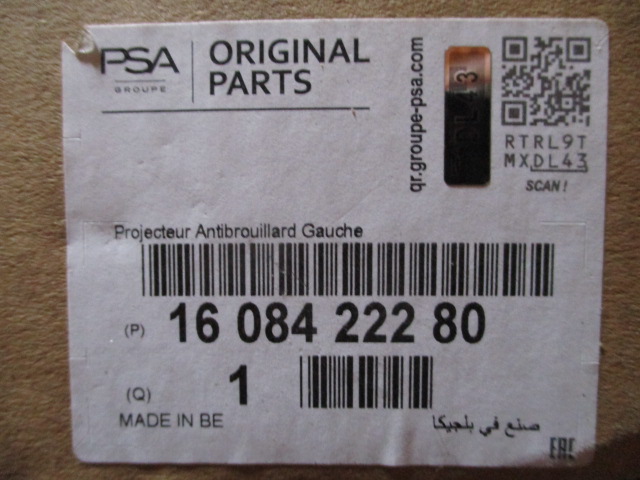 PSA
GROUPE
ORIGINAL
PARTS
qr.groupe-psa.com
DL43
RTRL9T
MXDL43
SCAN!
Projecteur Antibrouillard Gauche
(P) 16 084 222 80
(Q) 1
MADE IN BE
صنع في بلجيكا
EAC